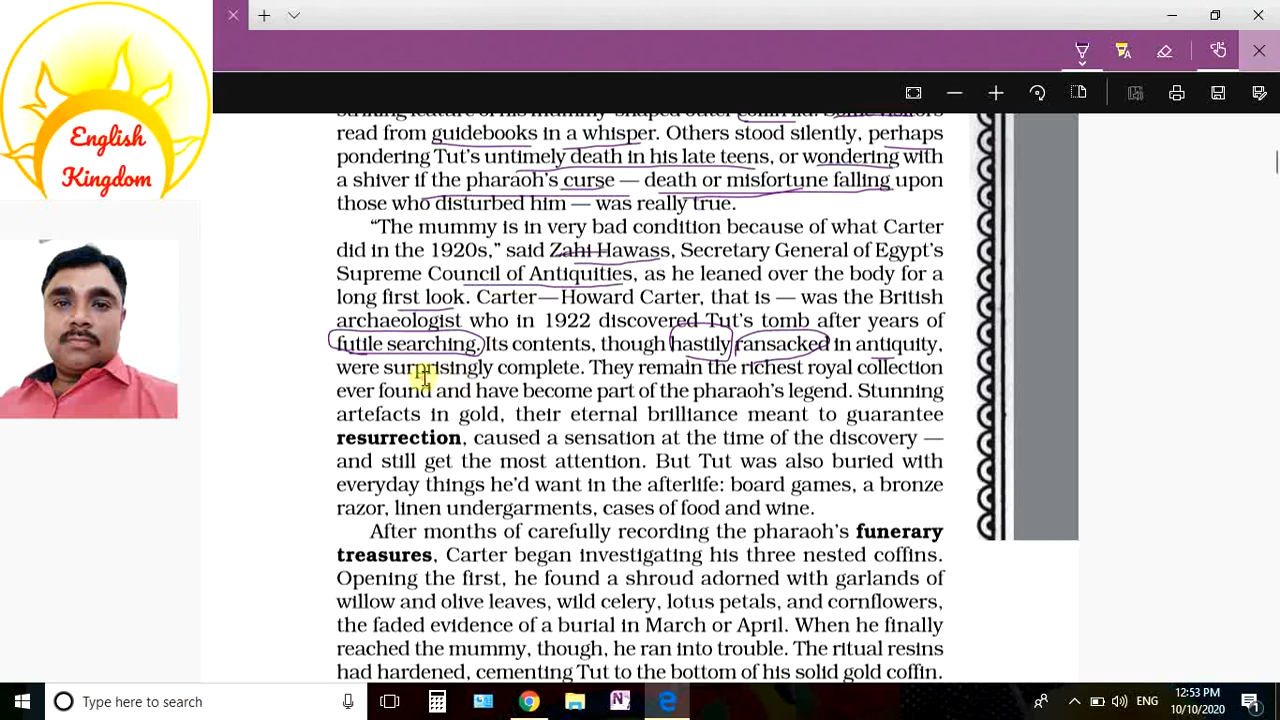 English
Kingdom
striking feature of his mummy-shaped outer coffin lid. Some visitors
read from guidebooks in a whisper. Others stood silently, perhaps
pondering Tut's untimely death in his late teens, or wondering with
a shiver if the pharaoh's curse — death or misfortune falling upon
those who disturbed him — was really true.
“The mummy is in very bad condition because of what Carter
did in the 1920s,” said Zahi Hawass, Secretary General of Egypt's
Supreme Council of Antiquities, as he leaned over the body for a
long first look. Carter—Howard Carter, that is — was the British
archaeologist who in 1922 discovered Tut's tomb after years of
futile searching. Its contents, though hastily ransacked in antiquity,
were surprisingly complete. They remain the richest royal collection
ever found and have become part of the pharaoh's legend. Stunning
artefacts in gold, their eternal brilliance meant to guarantee
resurrection, caused a sensation at the time of the discovery —
and still get the most attention. But Tut was also buried with
everyday things he'd want in the afterlife: board games, a bronze
razor, linen undergarments, cases of food and wine.
After months of carefully recording the pharaoh's funerary
treasures, Carter began investigating his three nested coffins.
Opening the first, he found a shroud adorned with garlands of
willow and olive leaves, wild celery, lotus petals, and cornflowers,
the faded evidence of a burial in March or April. When he finally
reached the mummy, though, he ran into trouble. The ritual resins
had hardened, cementing Tut to the bottom of his solid gold coffin.
Type here to search
ENG
12:53 PM
10/10/2020